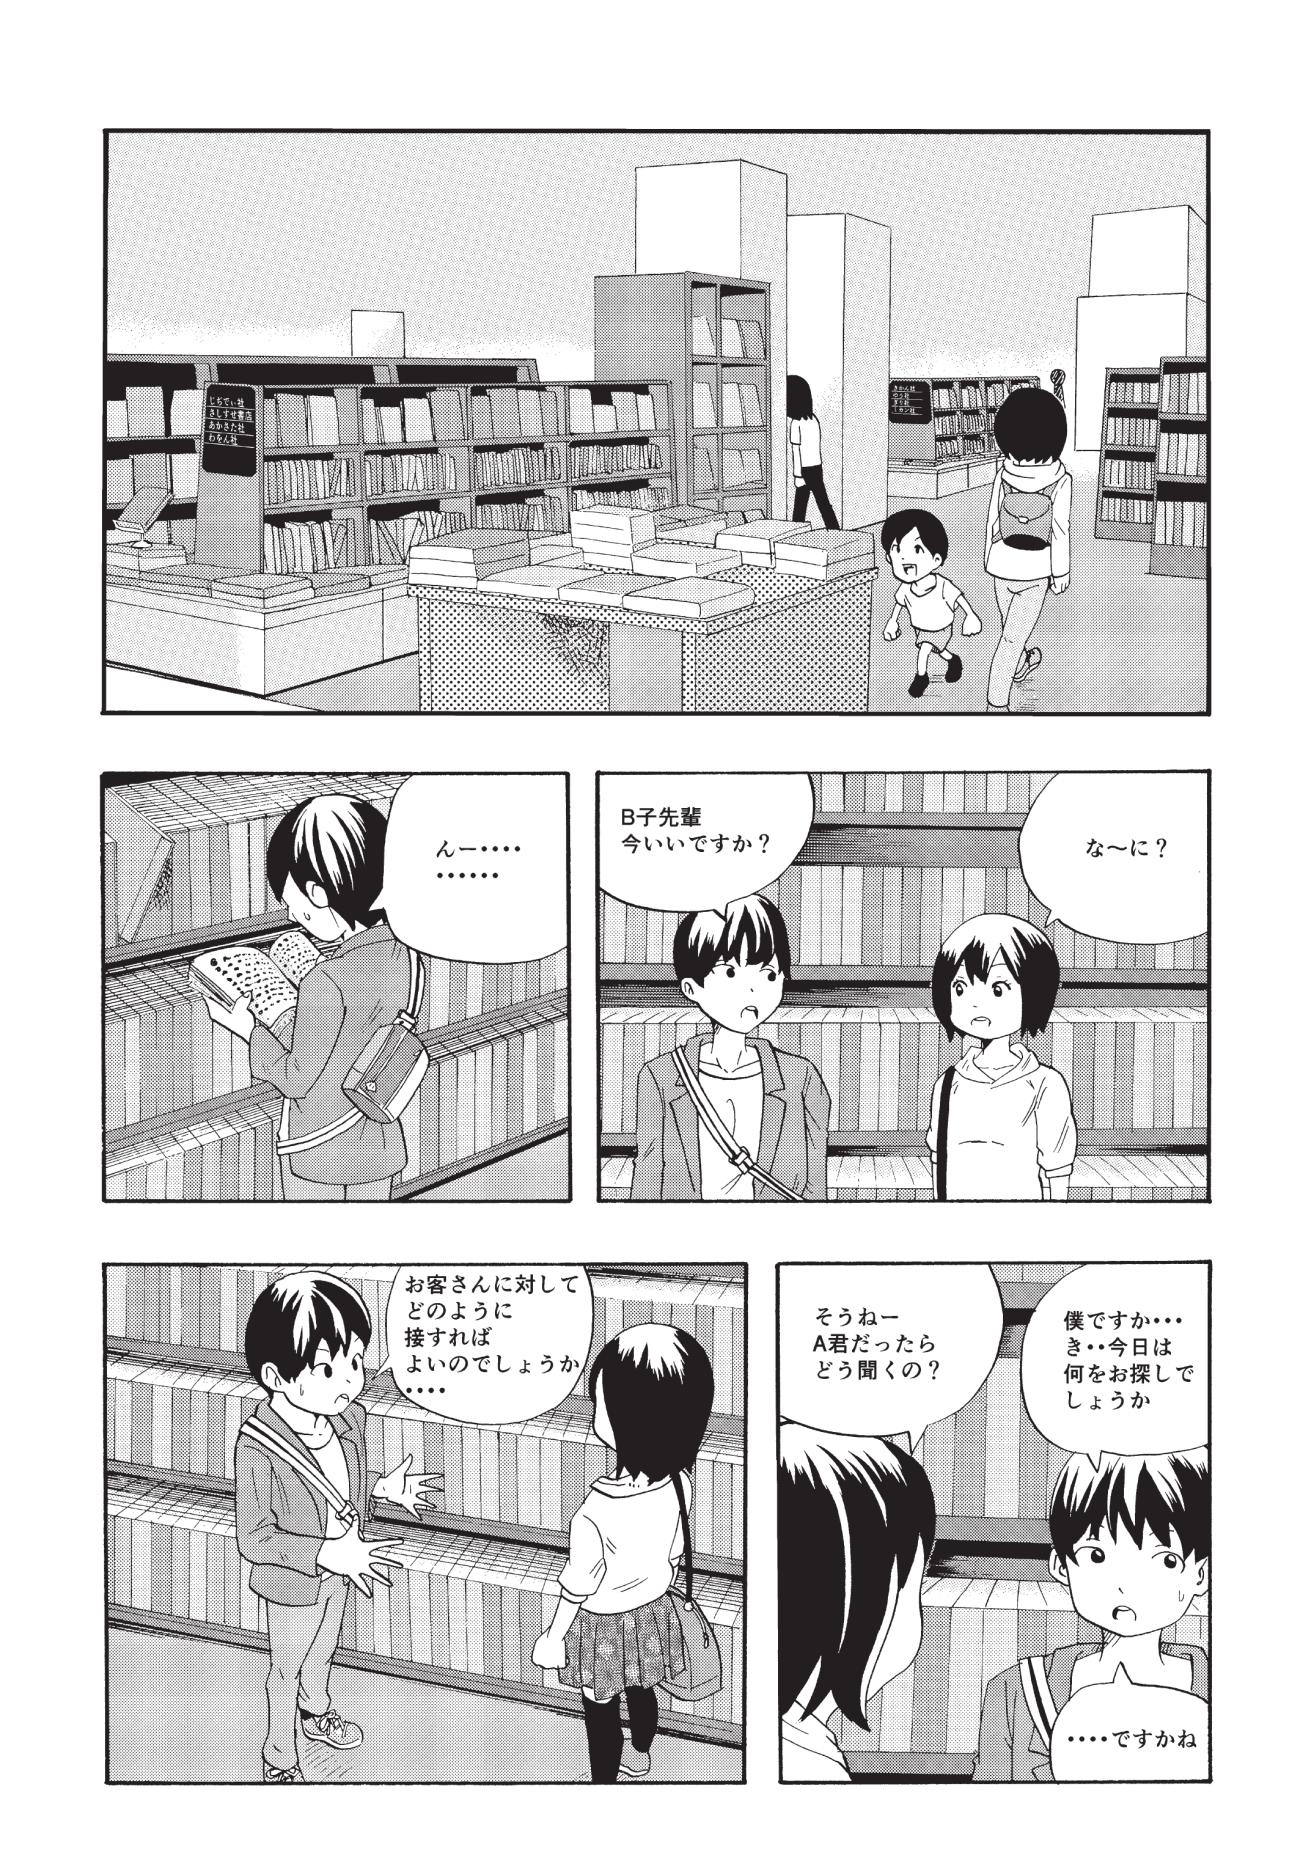 じぢでぃ社
さしすせ書店
あかさた社
わをん社
きかん社
んー････
･･････
B子先輩
今いいですか？
な〜に？
お客さんに対して
どのように
接すれば
よいのでしょうか
････
そうねー
A君だったら
どう聞くの？
僕ですか･･･
き･･今日は
何をお探しで
しょうか
････ですかね